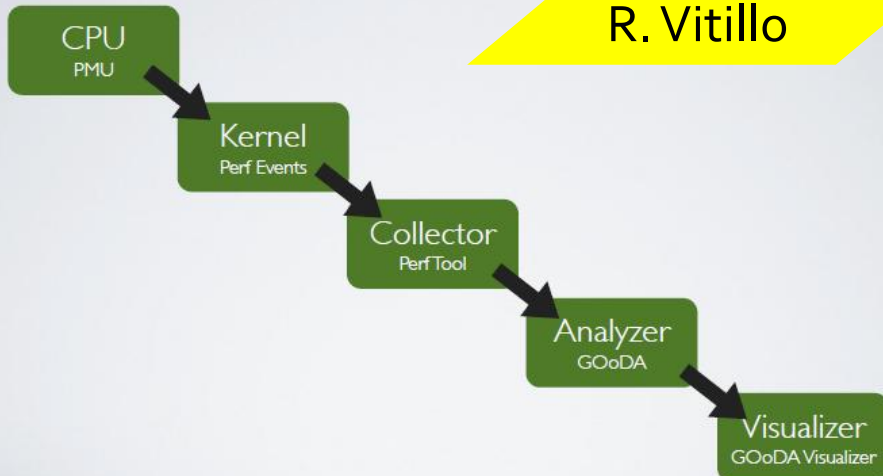 R. Vitillo
CPU
PMU
Kernel
Perf Events
Collector
Perf Tool
Analyzer
GOoDA
Visualizer
GOoDA Visualizer